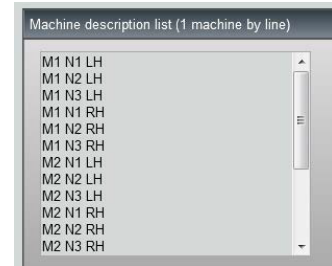 Machine description list (1 machine by line)
M1 N1 LH
M1 N2 LH
M1 N3 LH
M1 N1 RH
M1 N2 RH
M1 N3 RH
M2 N1 LH
M2 N2 LH
M2 N3 LH
M2 N1 RH
M2 N2 RH
M2 N3 RH